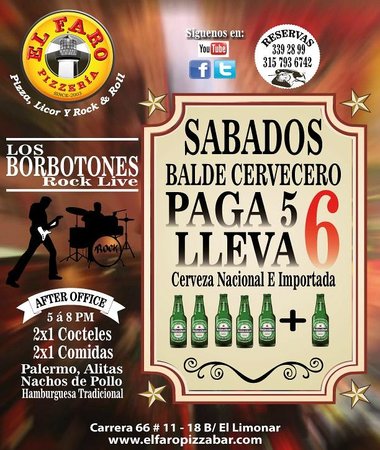 EL FARO
PIZZERÍA
SINCE-2003
Pizza, Licor Y Rock & Roll
Síguenos en:
You Tube
f t
RESERVAS
339 28 99
315 793 6742
LOS
BORBOTONES
Rock Live
ROCK
AFTER OFFICE
5 á 8 PM
2x1 Cocteles
2x1 Comidas
Palermo, Alitas
Nachos de Pollo
Hamburguesa Tradicional
SABADOS
BALDE CERVECERO
PAGA 5
LLEVA 6
Cerveza Nacional E Importada
+
Carrera 66 # 11 - 18 B/ El Limonar
www.elfaropizzabar.com